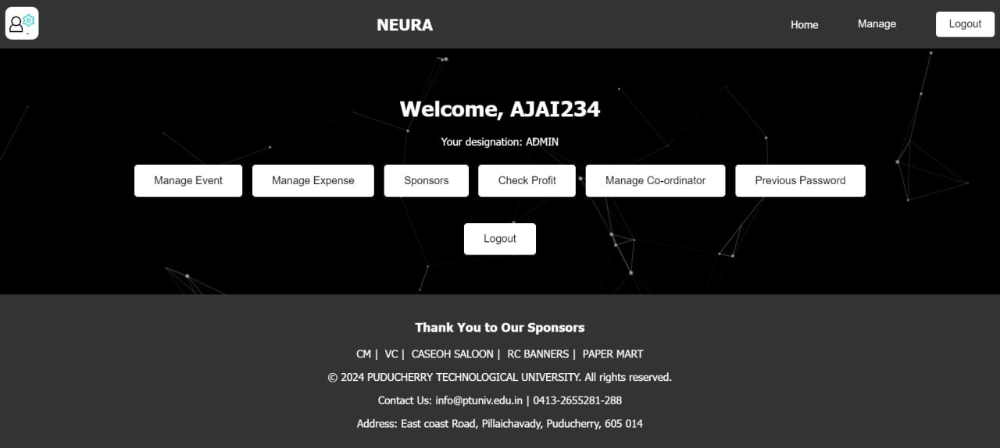 NEURA Home Manage Logout
Welcome, AJAI234
Your designation: ADMIN
Manage Event Manage Expense Sponsors Check Profit Manage Co-ordinator Previous Password
Logout
Thank You to Our Sponsors
CM | VC | CASEOH SALOON | RC BANNERS | PAPER MART
© 2024 PUDUCHERRY TECHNOLOGICAL UNIVERSITY. All rights reserved.
Contact Us: info@ptuniv.edu.in | 0413-2655281-288
Address: East coast Road, Pillaichavady, Puducherry, 605 014